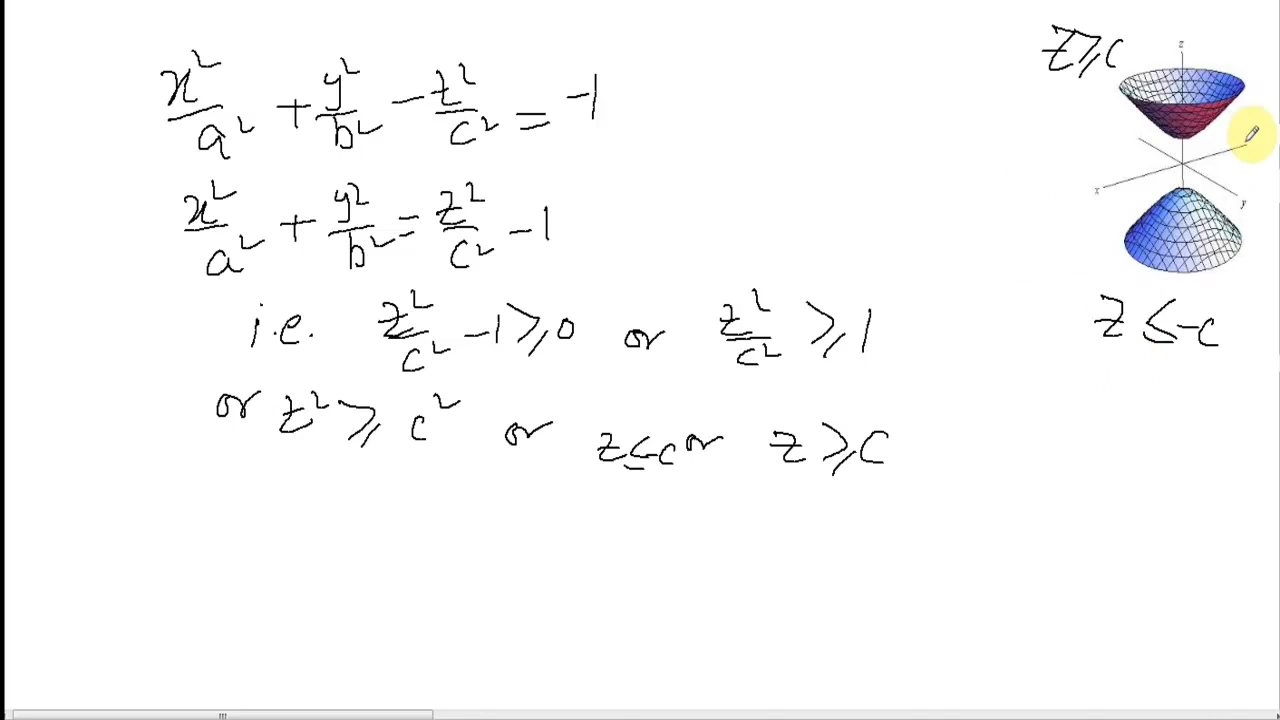 x²/a² + y²/b² - z²/c² = -1
x²/a² + y²/b² = z²/c² - 1
i.e. z²/c² - 1 ≥ 0 or z²/c² ≥ 1
or z² ≥ c² or z ≤ -c or z ≥ c
z ≥ c
z
x
y
z ≤ -c